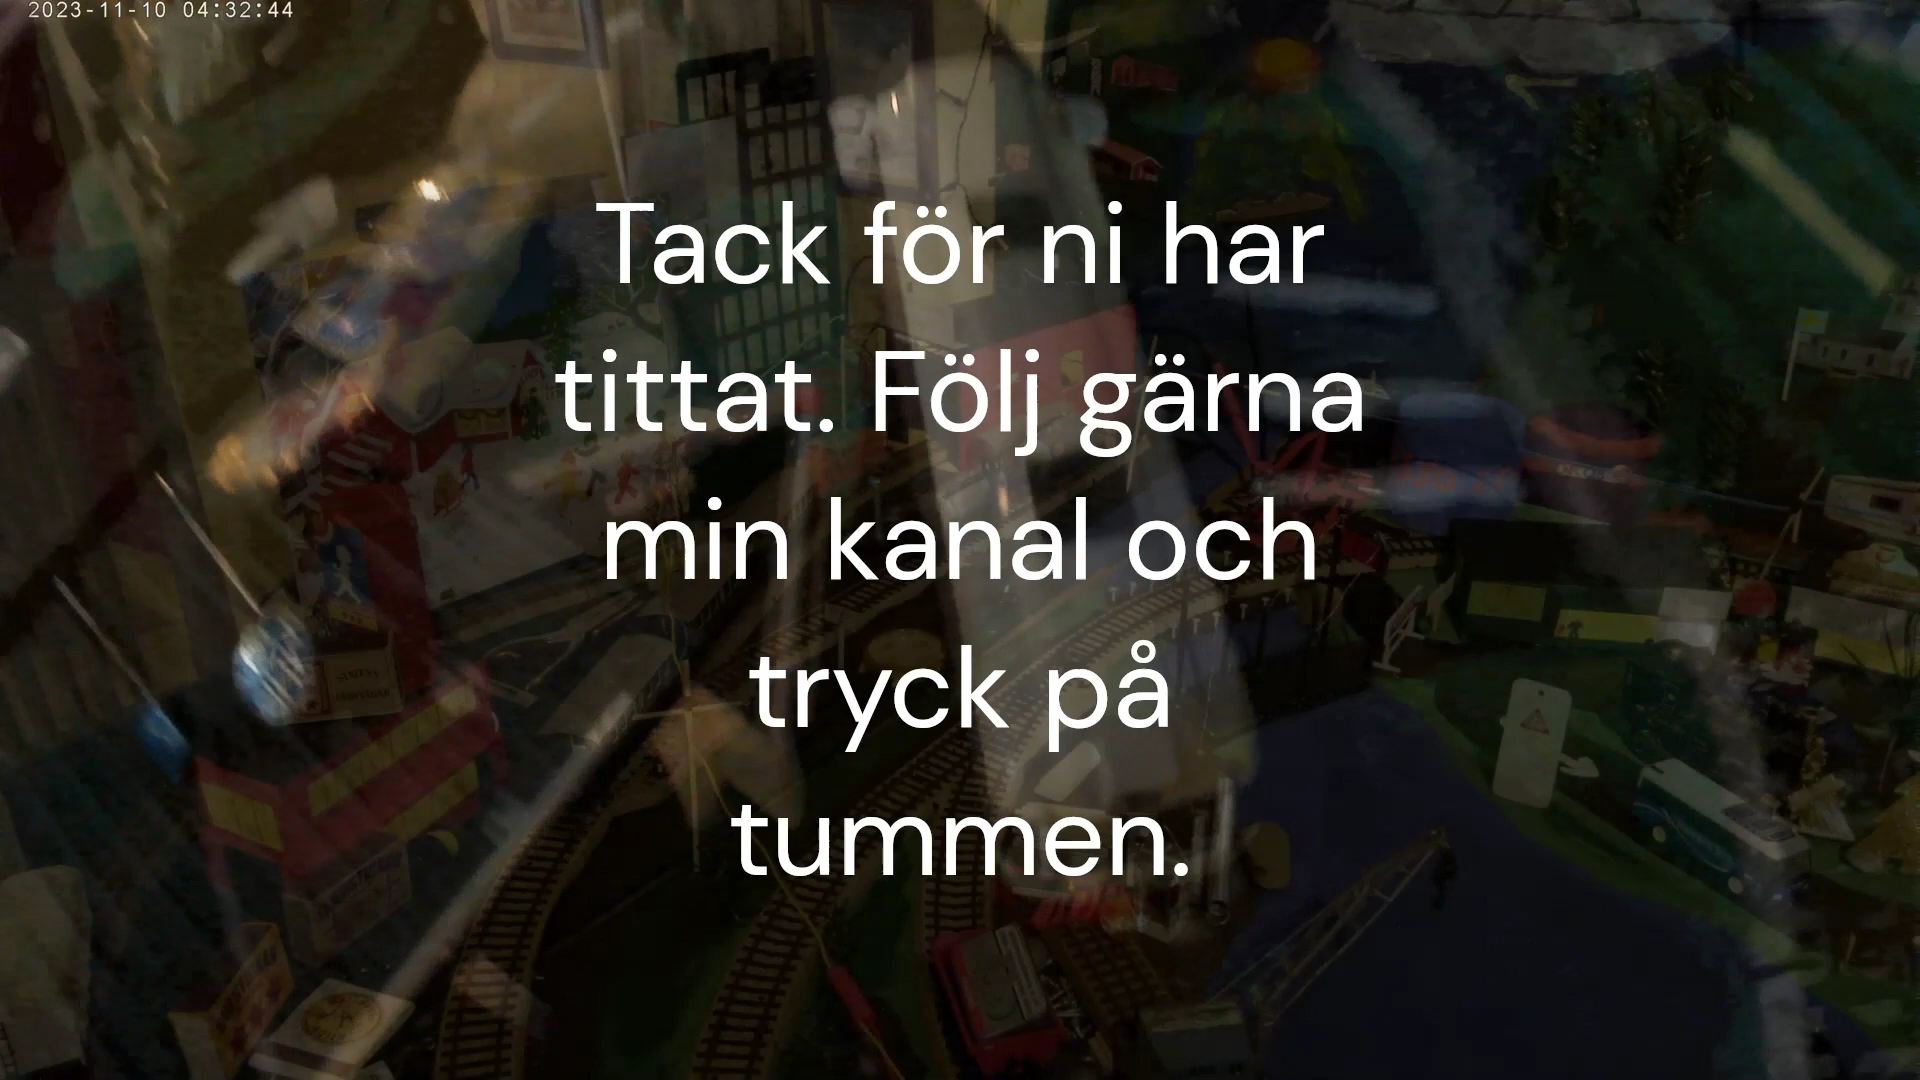 2023-11-10 04:32:44
Tack för ni har
tittat. Följ gärna
min kanal och
tryck på
tummen.